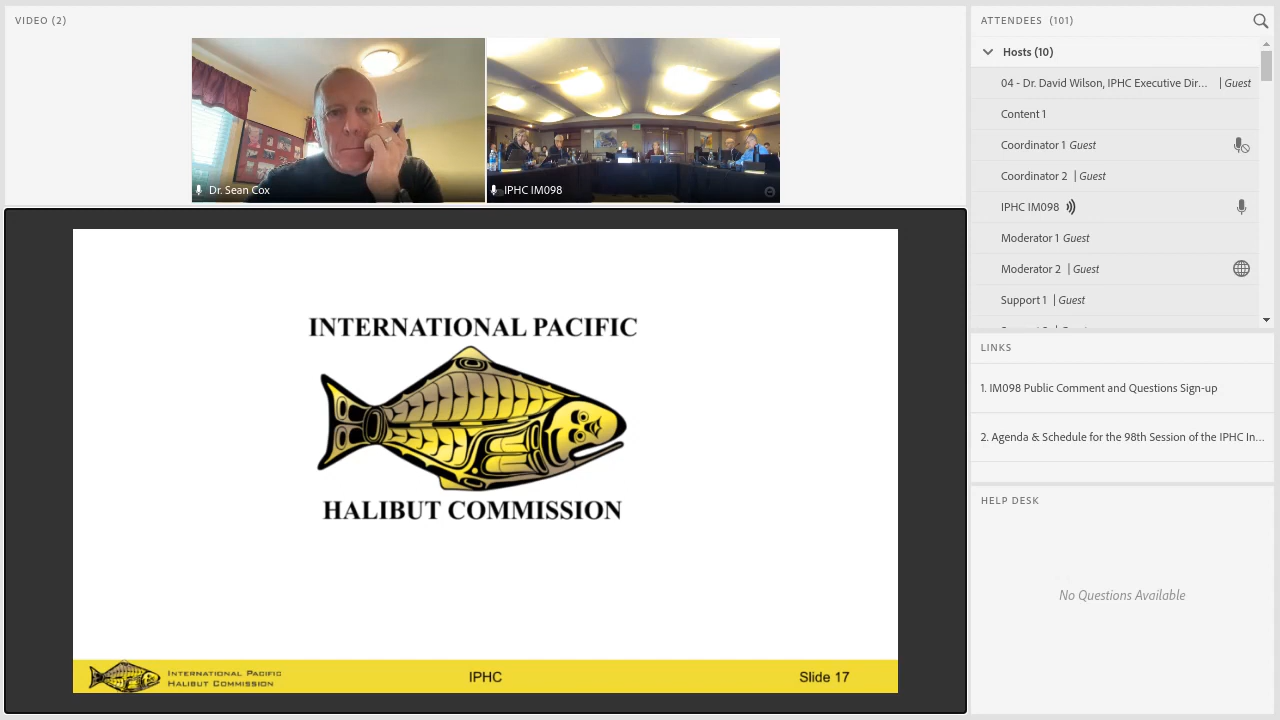 VIDEO (2)
Dr. Sean Cox
IPHC IM098
INTERNATIONAL PACIFIC
HALIBUT COMMISSION
INTERNATIONAL PACIFIC
HALIBUT COMMISSION
IPHC
Slide 17
ATTENDEES (101)
Hosts (10)
04 - Dr. David Wilson, IPHC Executive Dir... | Guest
Content 1
Coordinator 1 Guest
Coordinator 2 | Guest
IPHC IM098
Moderator 1 Guest
Moderator 2 | Guest
Support 1 | Guest
LINKS
1. IM098 Public Comment and Questions Sign-up
2. Agenda & Schedule for the 98th Session of the IPHC In...
HELP DESK
No Questions Available